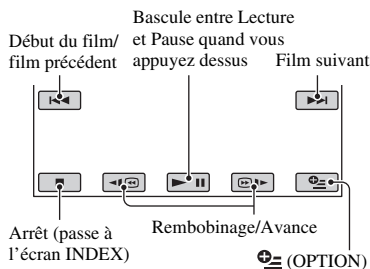 Bascule entre Lecture
et Pause quand vous
appuyez dessus
Début du film/
film précédent
Film suivant
Arrêt (passe à
l'écran INDEX)
Rembobinage/Avance
(OPTION)